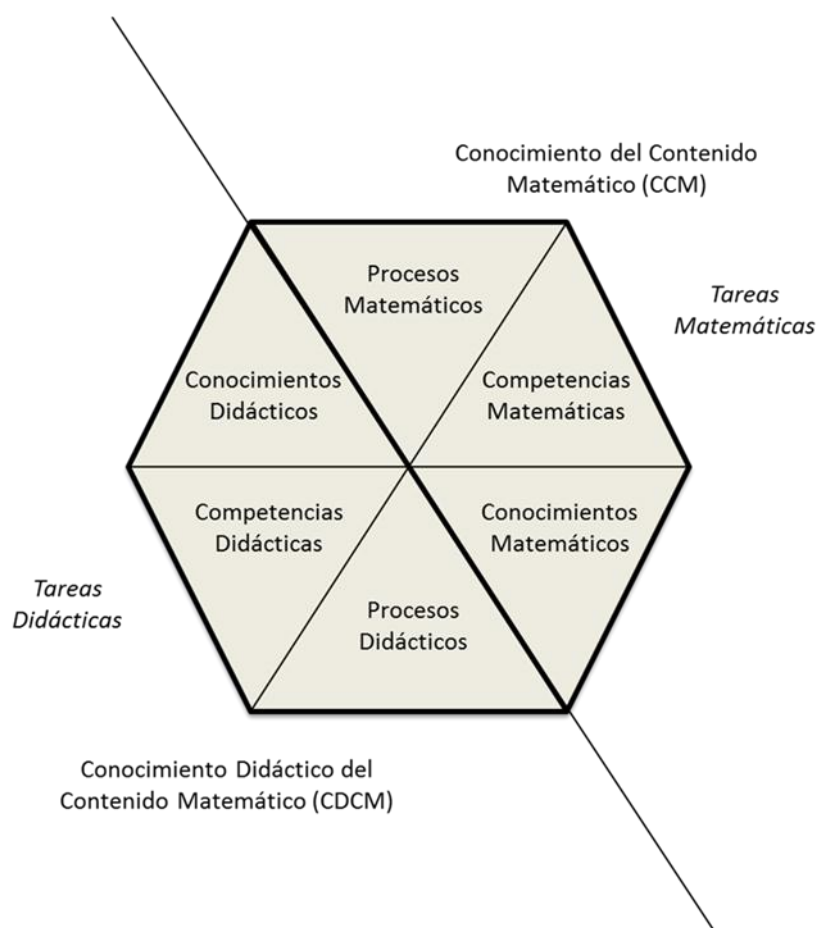 Conocimiento del Contenido
Matemático (CCM)
Procesos
Matemáticos
Tareas
Matemáticas
Conocimientos
Didácticos
Competencias
Matemáticas
Competencias
Didácticas
Conocimientos
Matemáticos
Tareas
Didácticas
Procesos
Didácticos
Conocimiento Didáctico del
Contenido Matemático (CDCM)